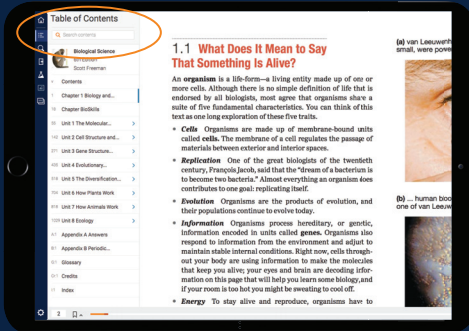 Table of Contents
Search contents
Biological Science
Scott Freeman
Contents
Chapter 1 Biology and...
Chapter BioSkills
Unit 1 The Molecular...
Unit 2 Cell Structure and...
Unit 3 Gene Structure...
Unit 4 Evolutionary...
Unit 5 The Diversification...
Unit 6 How Plants Work
Unit 7 How Animals Work
Unit 8 Ecology
Appendix A Answers
Appendix B Periodic...
Glossary
Credits
Index
2
1.1 What Does It Mean to Say
That Something Is Alive?
An organism is a life-form—a living entity made up of one or
more cells. Although there is no simple definition of life that is
endorsed by all biologists, most agree that organisms share a
suite of five fundamental characteristics. You can think of this
text as one long exploration of these five traits.
• Cells Organisms are made up of membrane-bound units
called cells. The membrane of a cell regulates the passage of
materials between exterior and interior spaces.
• Replication One of the great biologists of the twentieth
century, François Jacob, said that the “dream of a bacterium is
to become two bacteria.” Almost everything an organism does
contributes to one goal: replicating itself.
• Evolution Organisms are the products of evolution, and
their populations continue to evolve today.
• Information Organisms process hereditary, or genetic,
information encoded in units called genes. Organisms also
respond to information from the environment and adjust to
maintain stable internal conditions. Right now, cells through-
out your body are using information to make the molecules
that keep you alive; your eyes and brain are decoding infor-
mation on this page that will help you learn some biology, and
if your room is too hot you might be sweating to cool off.
• Energy To stay alive and reproduce, organisms have to
(a) van Leeuwenh
small, were powe
(b) ... human bloo
one of van Leeuw